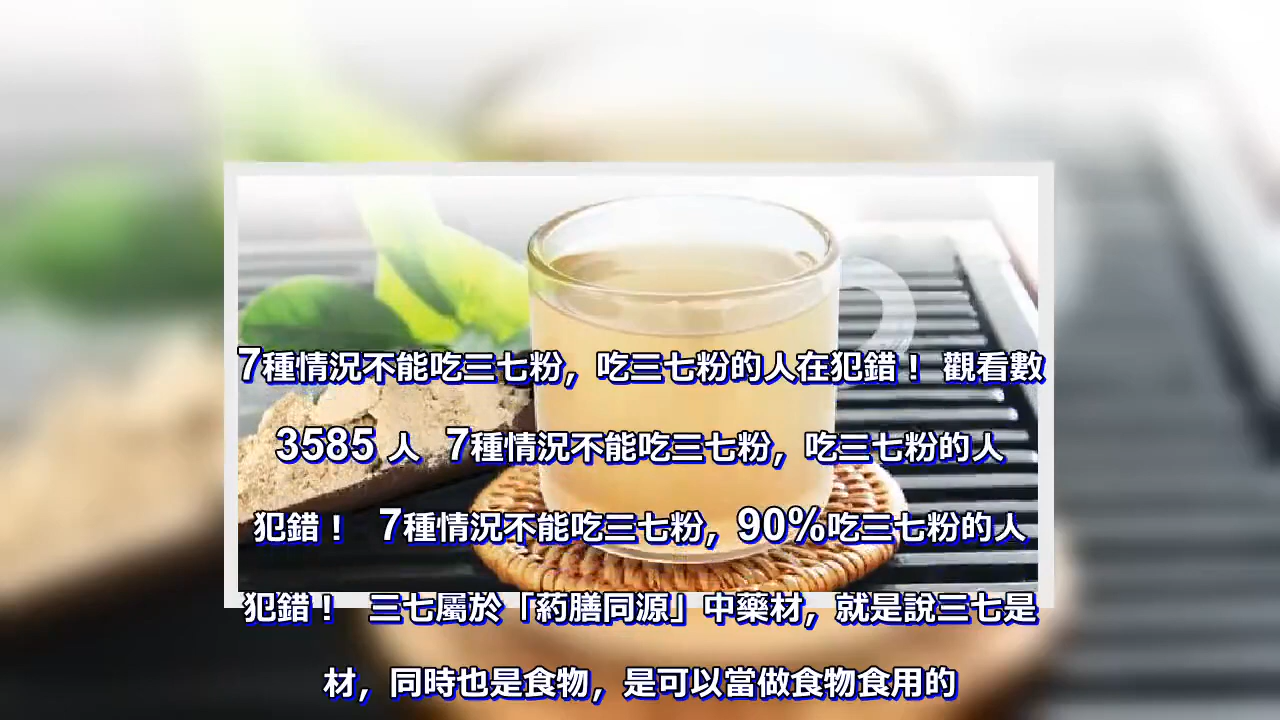 7種情況不能吃三七粉，吃三七粉的人在犯錯！ 觀看數
3585 人 7種情況不能吃三七粉，吃三七粉的人
犯錯！ 7種情況不能吃三七粉，90%吃三七粉的人
犯錯！ 三七屬於「葯膳同源」中藥材，就是說三七是
材，同時也是食物，是可以當做食物食用的